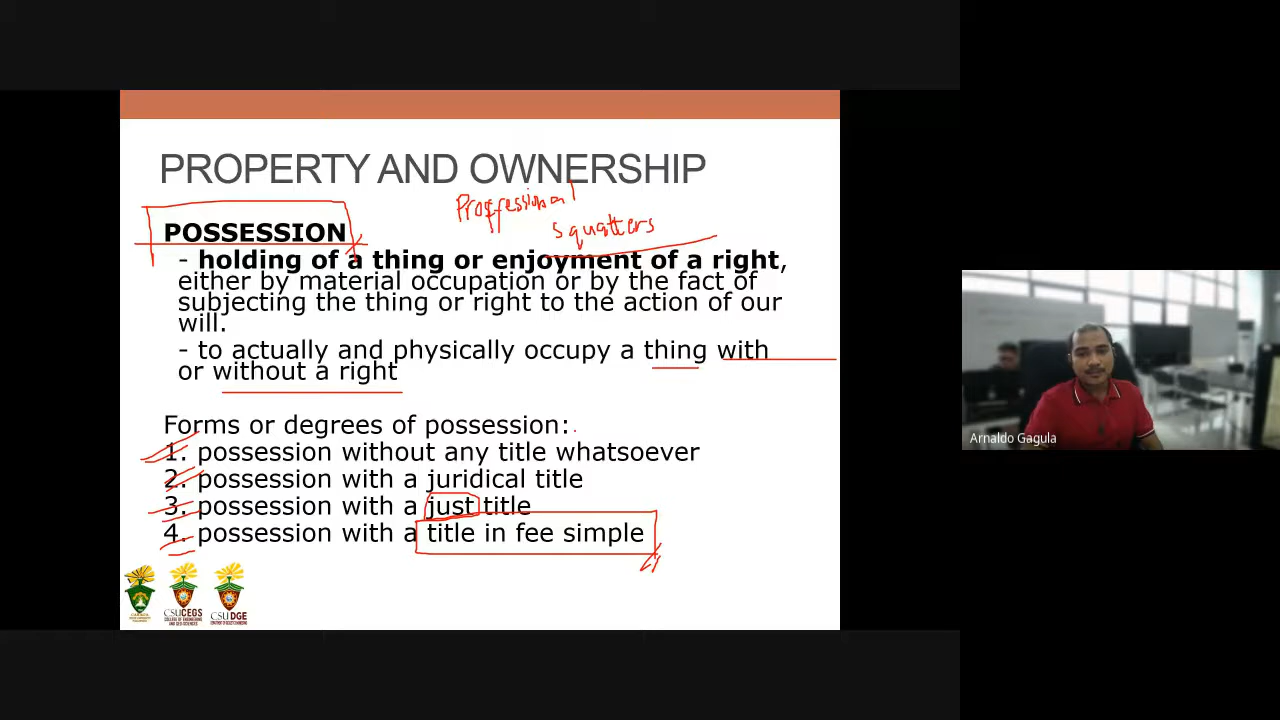 PROPERTY AND OWNERSHIP
Proffessional
squatters
POSSESSION
- holding of a thing or enjoyment of a right,
either by material occupation or by the fact of
subjecting the thing or right to the action of our
will.
- to actually and physically occupy a thing with
or without a right
Forms or degrees of possession:
1. possession without any title whatsoever
2. possession with a juridical title
3. possession with a just title
4. possession with a title in fee simple
CSUCEGS
CSUDGE
Arnaldo Gagula